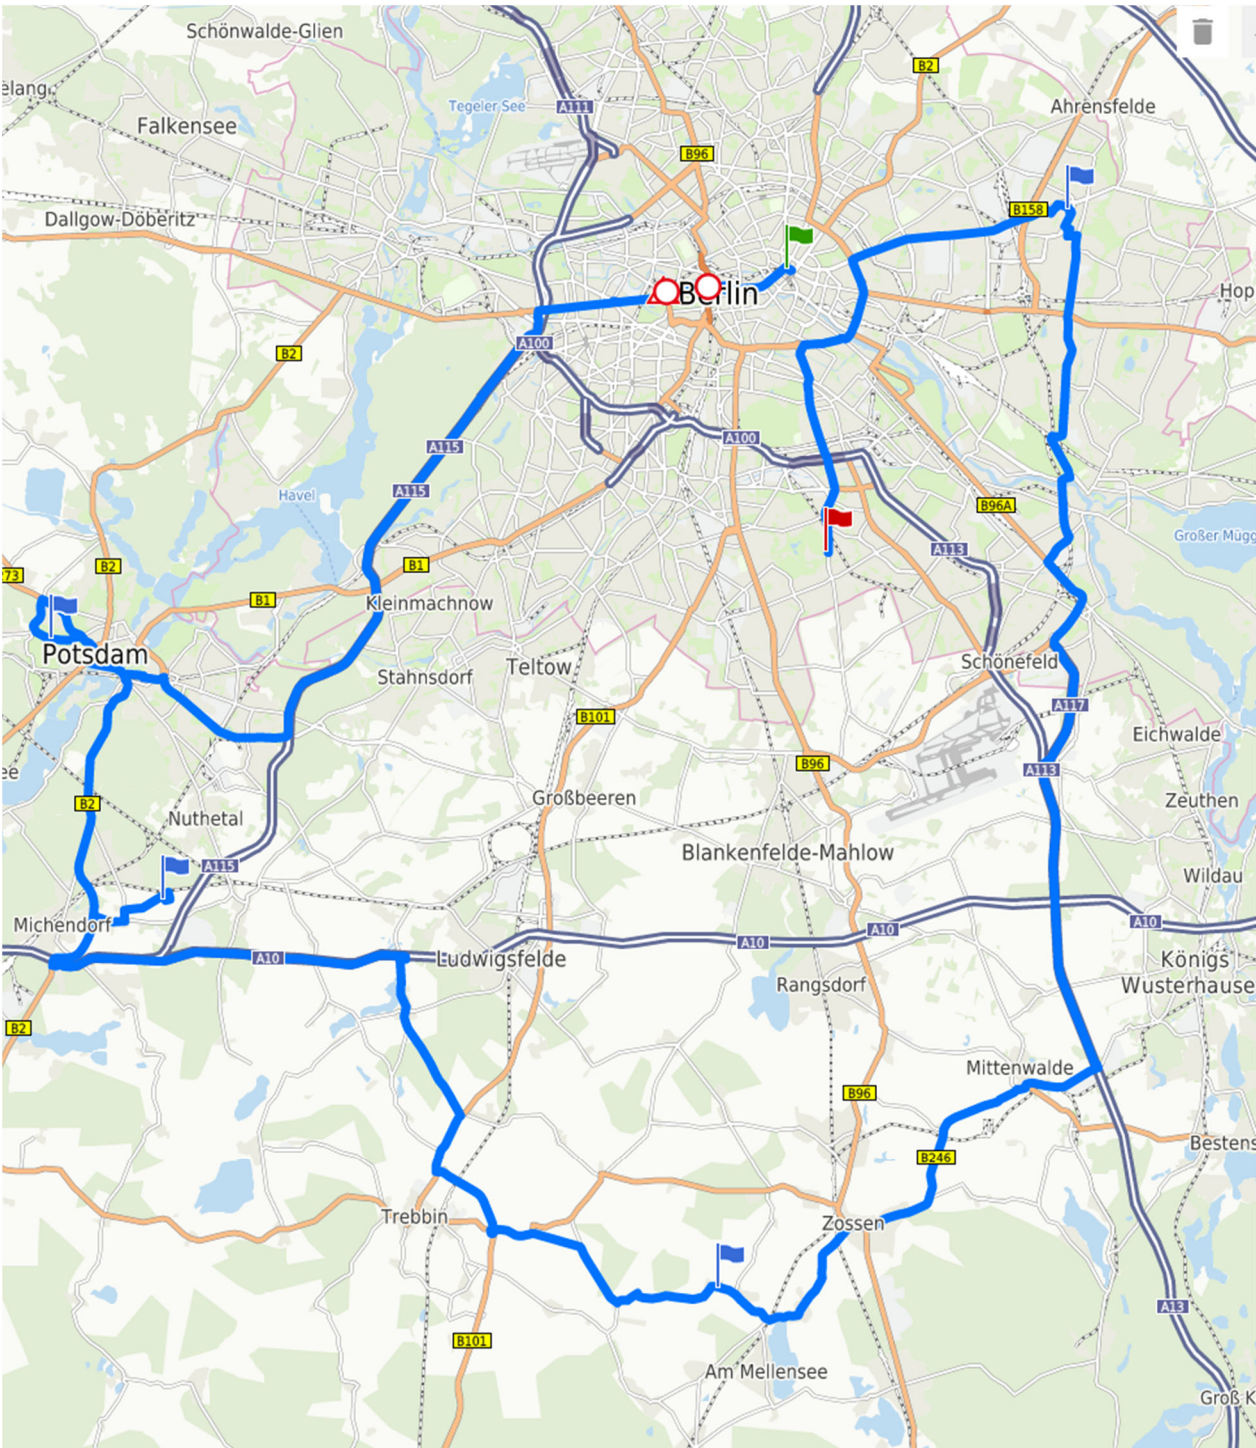 Schönwalde-Glien
B2
elang
Tegeler See
A111
Ahrensfelde
Falkensee
B96
Dallgow-Döberitz
B158
Berlin
Hop
A100
B2
A115
A100
Havel
A115
B96A
Großer Mügg
A113
B2
B1
273
B1
Kleinmachnow
Potsdam
Teltow
Schönefeld
Stahnsdorf
A117
B101
Eichwalde
B96
A113
ee
Großbeeren
Zeuthen
B2
Nuthetal
Blankenfelde-Mahlow
A115
Wildau
Michendorf
A10
A10
A10
A10
Ludwigsfelde
Königs
Wusterhause
Rangsdorf
B2
Mittenwalde
B96
Bestens
B246
Trebbin
Zossen
A13
B101
Am Mellensee
Groß K